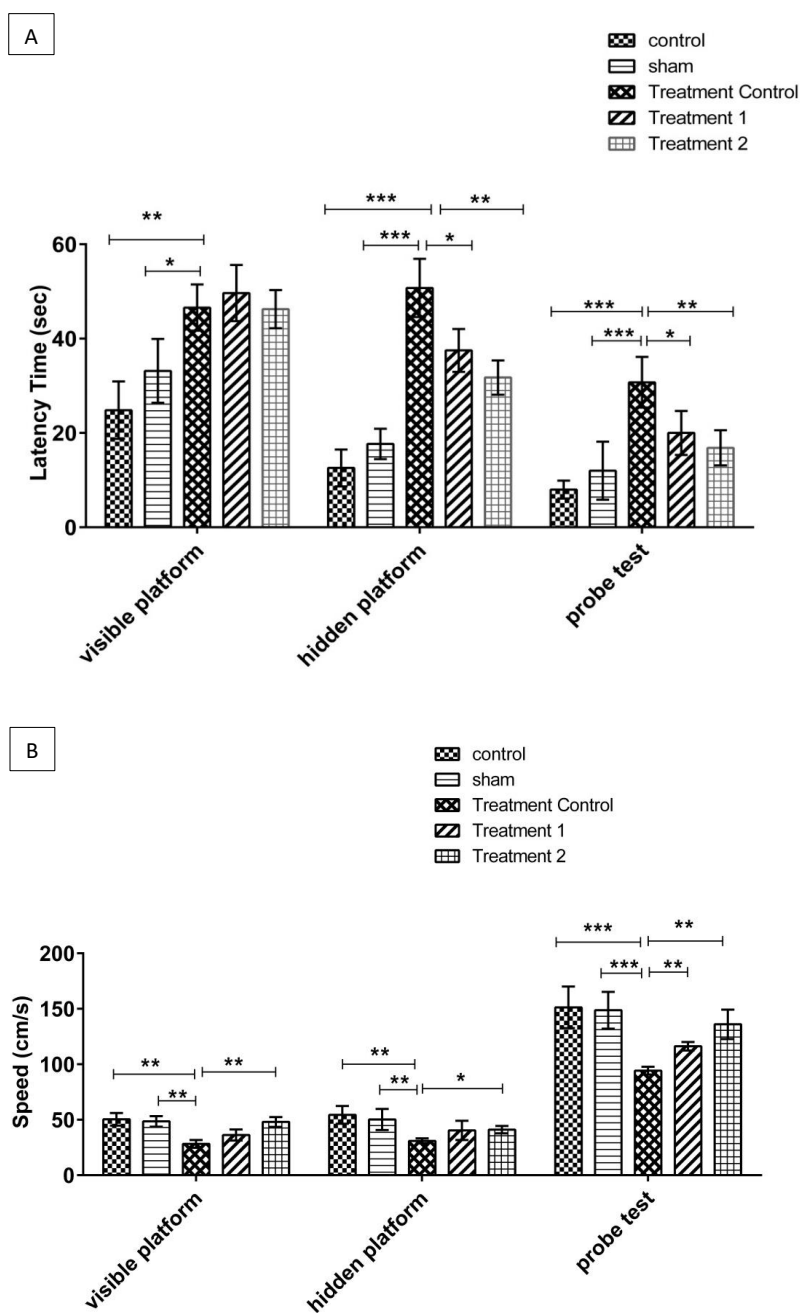 A
control
sham
Treatment Control
Treatment 1
Treatment 2
*** **
** *** *
* *** **
*** *
60
40
20
0
Latency Time (sec)
visible platform
hidden platform
probe test
B
control
sham
Treatment Control
Treatment 1
Treatment 2
*** **
*** **
** ** ** *
** **
200
150
100
50
0
Speed (cm/s)
visible platform
hidden platform
probe test